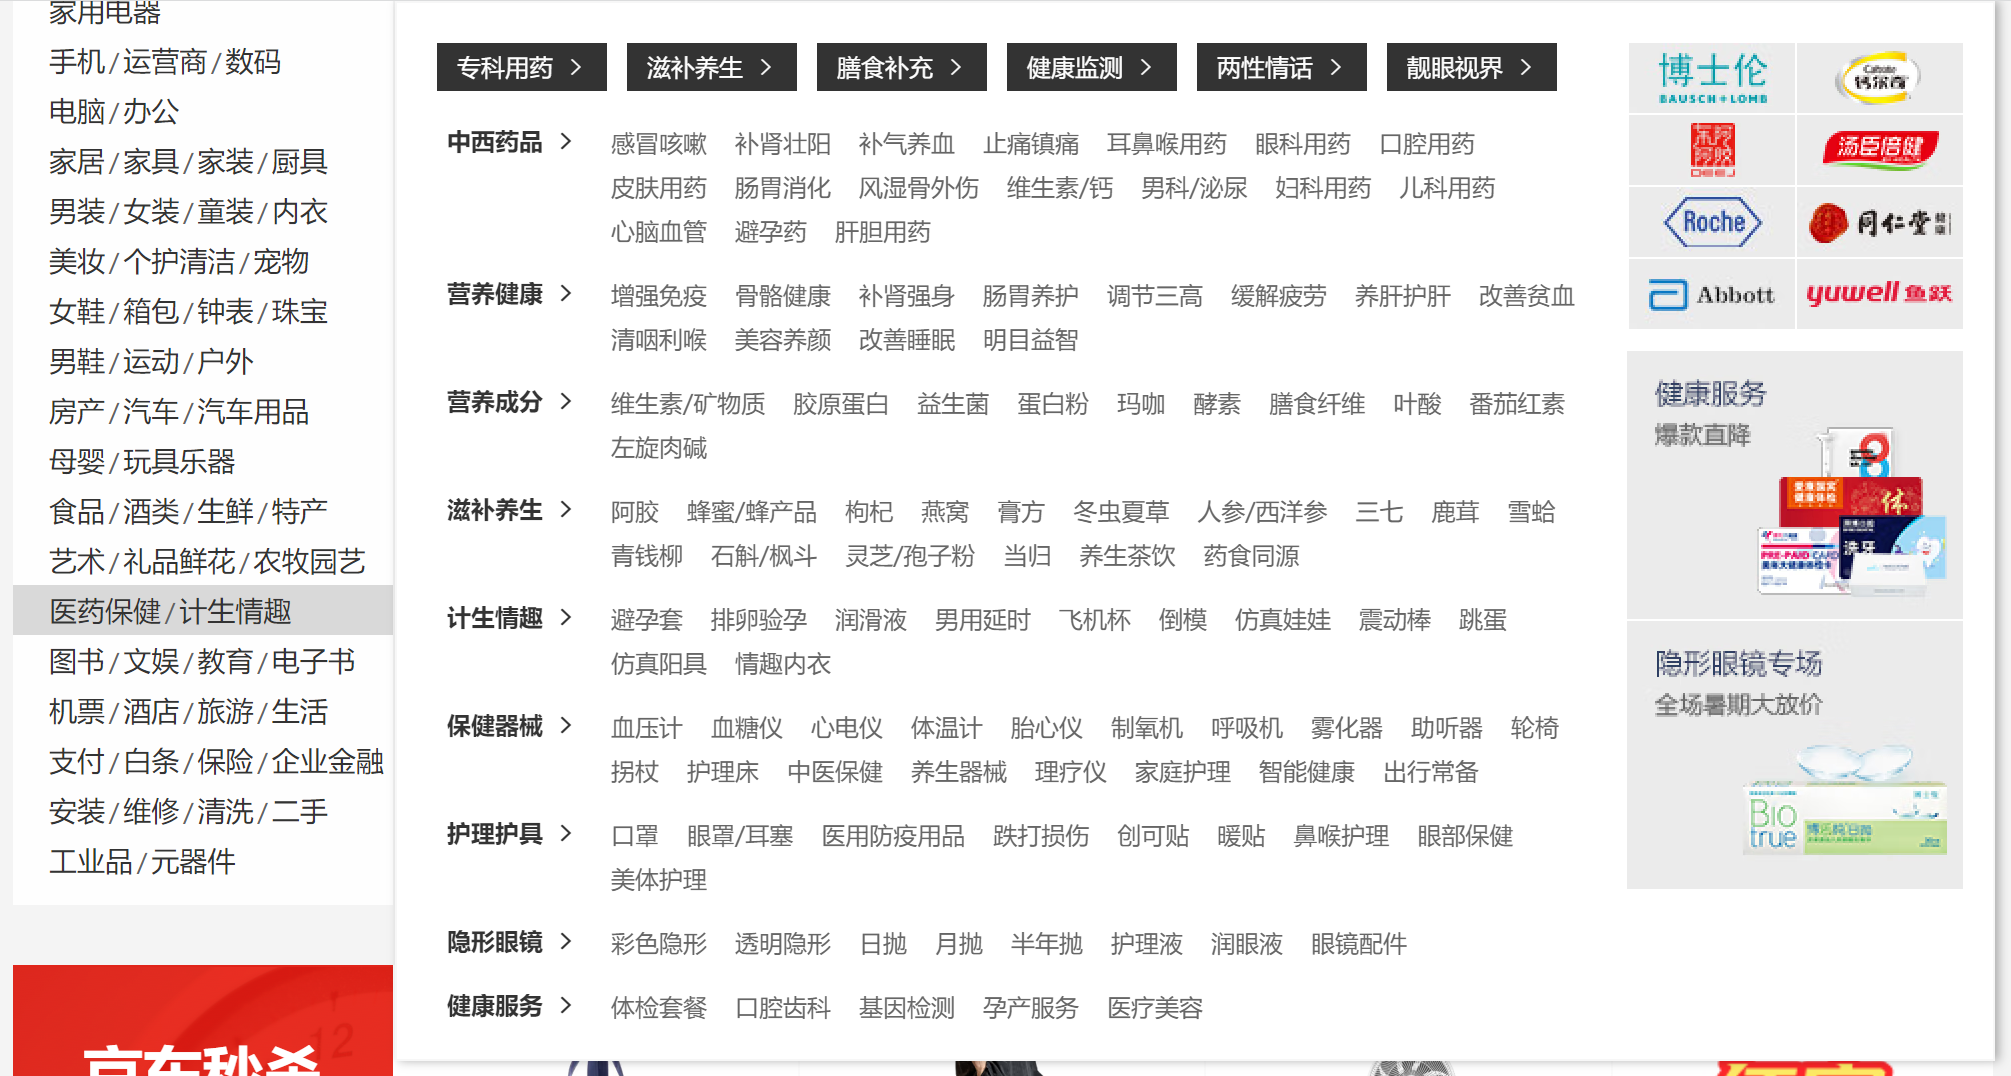 家用电器
手机/运营商/数码
电脑/办公
家居/家具/家装/厨具
男装/女装/童装/内衣
美妆/个护清洁/宠物
女鞋/箱包/钟表/珠宝
男鞋/运动/户外
房产/汽车/汽车用品
母婴/玩具乐器
食品/酒类/生鲜/特产
艺术/礼品鲜花/农牧园艺
医药保健/计生情趣
图书/文娱/教育/电子书
机票/酒店/旅游/生活
支付/白条/保险/企业金融
安装/维修/清洗/二手
工业品/元器件
京东秒杀
专科用药 > 滋补养生 > 膳食补充 > 健康监测 > 两性情话 > 靓眼视界 >
中西药品 > 感冒咳嗽 补肾壮阳 补气养血 止痛镇痛 耳鼻喉用药 眼科用药 口腔用药
皮肤用药 肠胃消化 风湿骨外伤 维生素/钙 男科/泌尿 妇科用药 儿科用药
心脑血管 避孕药 肝胆用药
营养健康 > 增强免疫 骨骼健康 补肾强身 肠胃养护 调节三高 缓解疲劳 养肝护肝 改善贫血
清咽利喉 美容养颜 改善睡眠 明目益智
营养成分 > 维生素/矿物质 胶原蛋白 益生菌 蛋白粉 玛咖 酵素 膳食纤维 叶酸 番茄红素
左旋肉碱
滋补养生 > 阿胶 蜂蜜/蜂产品 枸杞 燕窝 膏方 冬虫夏草 人参/西洋参 三七 鹿茸 雪蛤
青钱柳 石斛/枫斗 灵芝/孢子粉 当归 养生茶饮 药食同源
计生情趣 > 避孕套 排卵验孕 润滑液 男用延时 飞机杯 倒模 仿真娃娃 震动棒 跳蛋
仿真阳具 情趣内衣
保健器械 > 血压计 血糖仪 心电仪 体温计 胎心仪 制氧机 呼吸机 雾化器 助听器 轮椅
拐杖 护理床 中医保健 养生器械 理疗仪 家庭护理 智能健康 出行常备
护理护具 > 口罩 眼罩/耳塞 医用防疫用品 跌打损伤 创可贴 暖贴 鼻喉护理 眼部保健
美体护理
隐形眼镜 > 彩色隐形 透明隐形 日抛 月抛 半年抛 护理液 润眼液 眼镜配件
健康服务 > 体检套餐 口腔齿科 基因检测 孕产服务 医疗美容
博士伦
BAUSCH+LOMB
Caltrate
钙尔奇
东阿阿胶
DEEJ
汤臣倍健
Roche
同仁堂 健康
Abbott
yuwell 鱼跃
健康服务
爆款直降
体
洗牙
PRE-PAID CARD
隐形眼镜专场
全场暑期大放价
博士伦
Bio
true